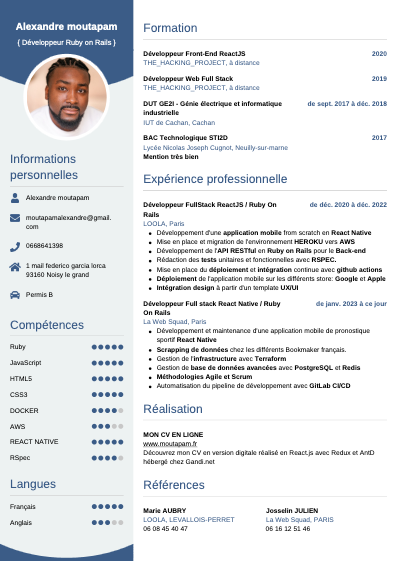 Alexandre moutapam
( Développeur Ruby on Rails )
Informations
personnelles
Alexandre moutapam
moutapamalexandre@gmail.
com
0668641398
1 mail federico garcia lorca
93160 Noisy le grand
Permis B
Compétences
Ruby
JavaScript
HTML5
CSS3
DOCKER
AWS
REACT NATIVE
RSpec
Langues
Français
Anglais
Formation
Développeur Front-End ReactJS 2020
THE_HACKING_PROJECT, à distance
Développeur Web Full Stack 2019
THE_HACKING_PROJECT, à distance
DUT GE2I - Génie électrique et informatique de sept. 2017 à déc. 2018
industrielle
IUT de Cachan, Cachan
BAC Technologique STI2D 2017
Lycée Nicolas Joseph Cugnot, Neuilly-sur-marne
Mention très bien
Expérience professionnelle
Développeur FullStack ReactJS / Ruby On de déc. 2020 à déc. 2022
Rails
LOOLA, Paris
Développement d'une application mobile from scratch en React Native
Mise en place et migration de l'environnement HEROKU vers AWS
Développement de l'API RESTful en Ruby on Rails pour le Back-end
Rédaction des tests unitaires et fonctionnelles avec RSPEC.
Mise en place du déploiement et intégration continue avec github actions
Déploiement de l'application mobile sur les différents store: Google et Apple
Intégration design à partir d'un template UX/UI
Développeur Full stack React Native / Ruby de janv. 2023 à ce jour
On Rails
La Web Squad, Paris
Développement et maintenance d'une application mobile de pronostique
sportif React Native
Scrapping de données chez les différents Bookmaker français.
Gestion de l'infrastructure avec Terraform
Gestion de base de données avancées avec PostgreSQL et Redis
Méthodologies Agile et Scrum
Automatisation du pipeline de développement avec GitLab CI/CD
Réalisation
MON CV EN LIGNE
www.moutapam.fr
Découvrez mon CV en version digitale réalisé en React.js avec Redux et AntD
hébergé chez Gandi.net
Références
Marie AUBRY Josselin JULIEN
LOOLA, LEVALLOIS-PERRET La Web Squad, PARIS
06 08 45 40 47 06 16 12 51 46